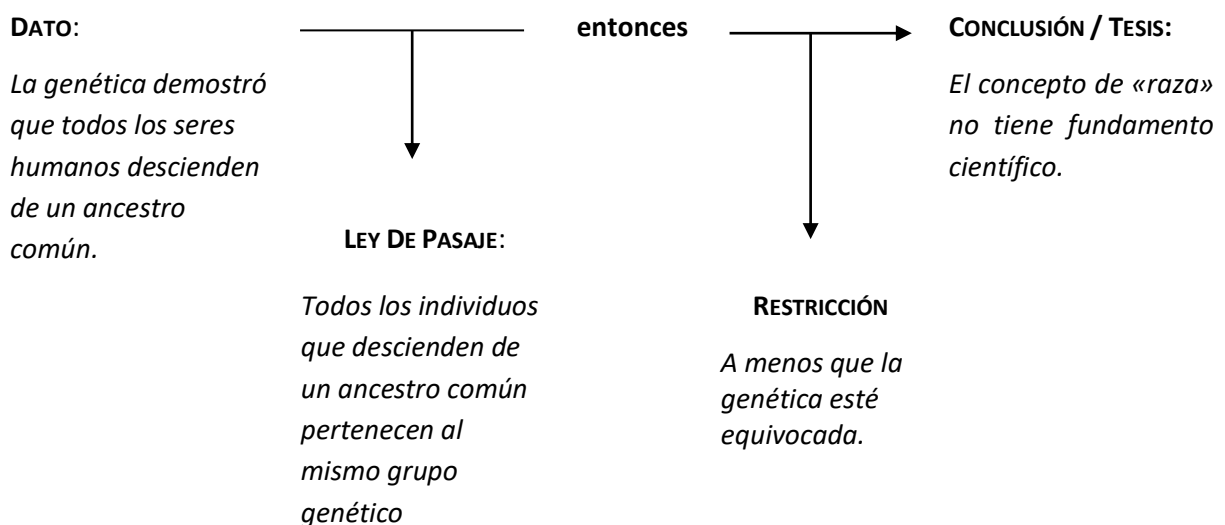 DATO:
entonces
CONCLUSIÓN / TESIS:
La genética demostró
que todos los seres
humanos descienden
de un ancestro
común.
El concepto de «raza»
no tiene fundamento
científico.
LEY DE PASAJE:
Todos los individuos
que descienden de
un ancestro común
pertenecen al
mismo grupo
genético
RESTRICCIÓN
A menos que la
genética esté
equivocada.